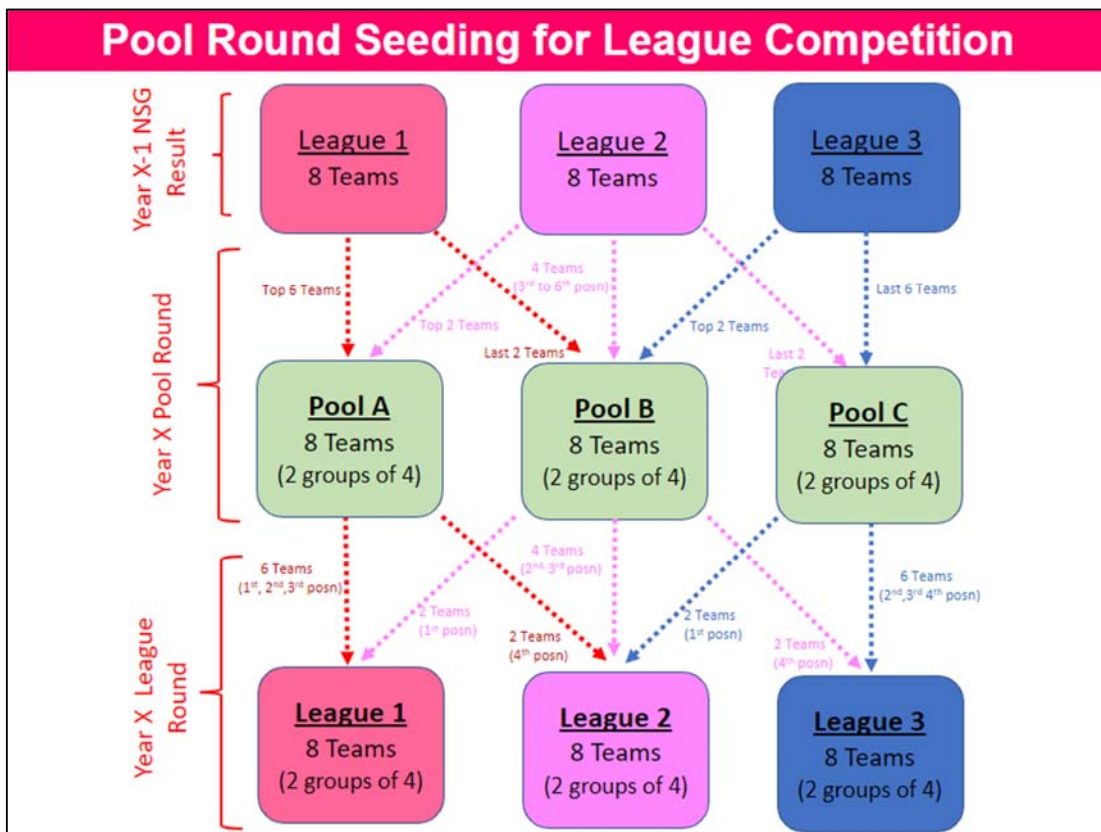 Pool Round Seeding for League Competition
Year X-1 NSG
Result
League 1
8 Teams
League 2
8 Teams
League 3
8 Teams
Year X Pool Round
Top 6 Teams
Top 2 Teams
Last 2 Teams
4 Teams
(3rd to 6th posn)
Top 2 Teams
Last 2
Last 6 Teams
Pool A
8 Teams
(2 groups of 4)
Pool B
8 Teams
(2 groups of 4)
Pool C
8 Teams
(2 groups of 4)
Year X League
Round
6 Teams
(1st, 2nd,3rd posn)
2 Teams
(1st posn)
2 Teams
(4th posn)
4 Teams
(2nd 3rd posn)
2 Teams
(1st posn)
2 Teams
(4th posn)
6 Teams
(2nd,3rd 4th posn)
League 1
8 Teams
(2 groups of 4)
League 2
8 Teams
(2 groups of 4)
League 3
8 Teams
(2 groups of 4)